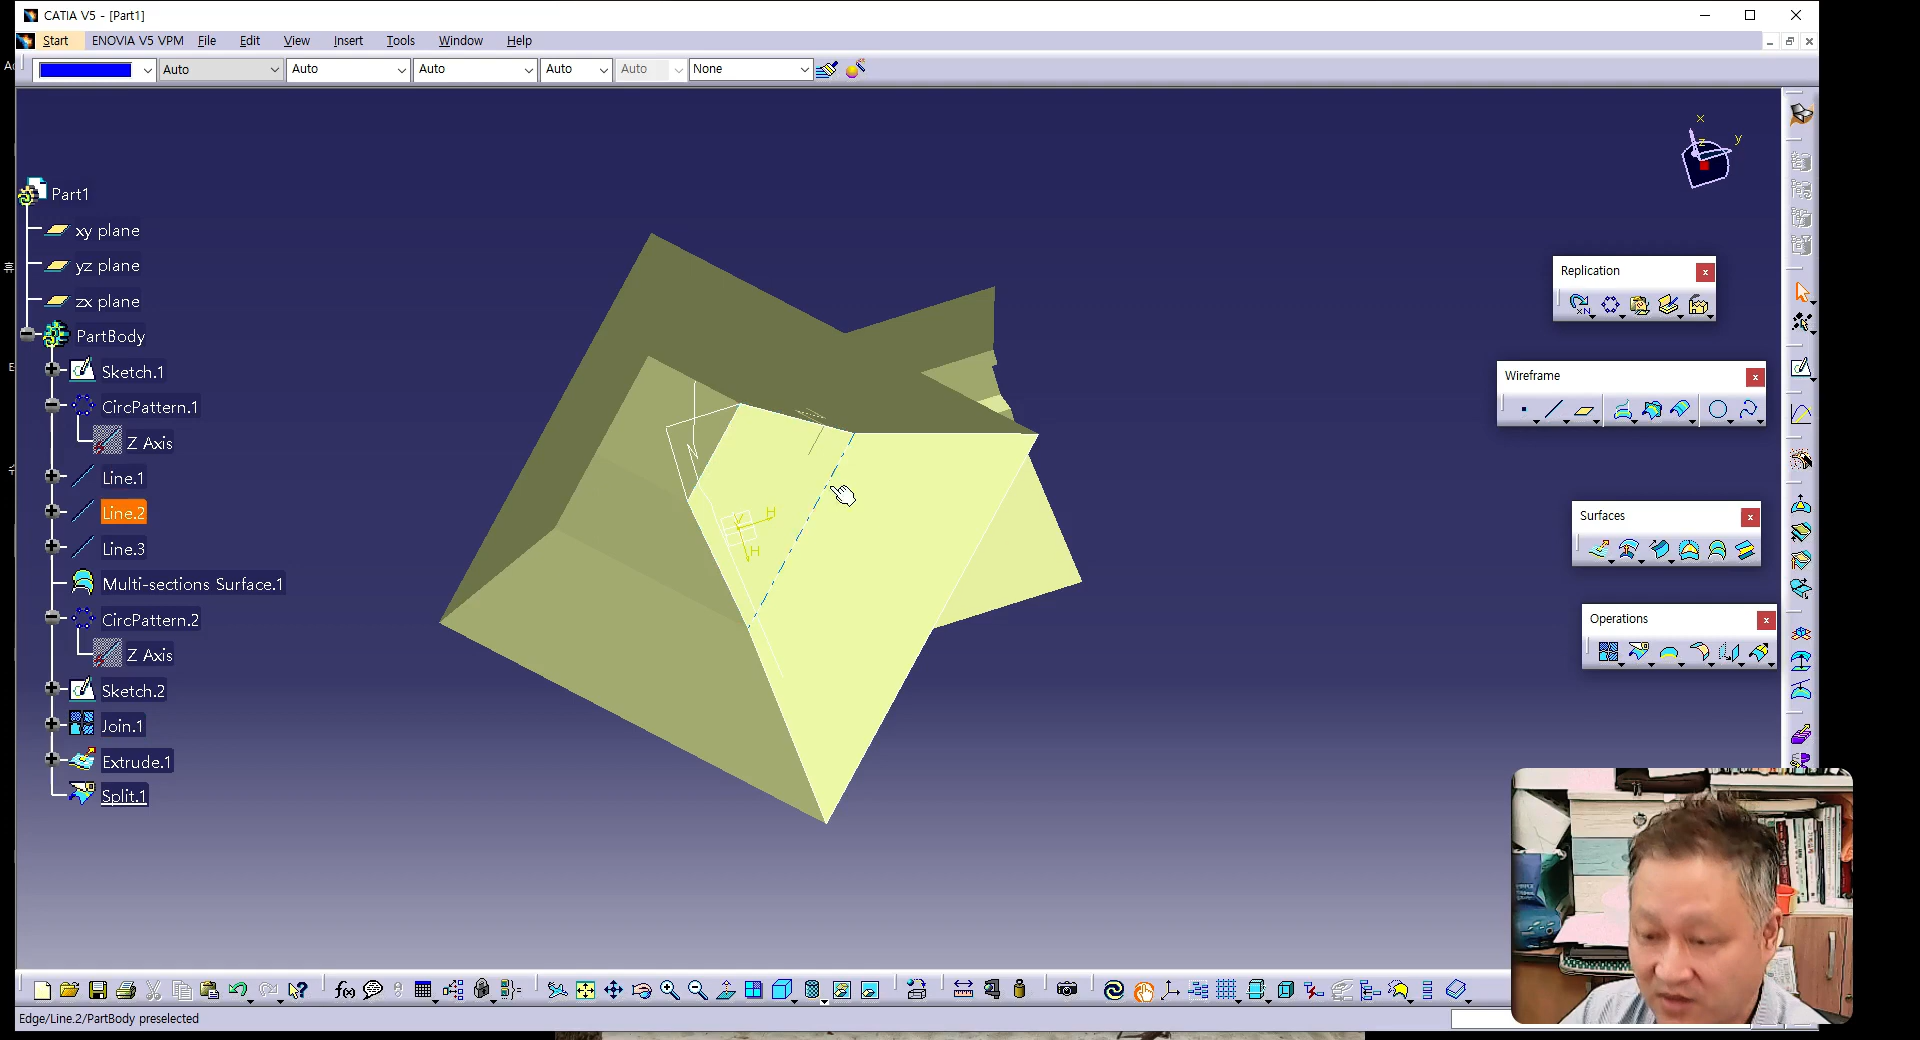 CATIA V5 - [Part1]
Start ENOVIA V5 VPM File Edit View Insert Tools Window Help
Auto Auto Auto Auto Auto None
x
y
z
Part1
xy plane
yz plane
zx plane
PartBody
Sketch.1
CircPattern.1
Z Axis
Line.1
Line.2
Line.3
Multi-sections Surface.1
CircPattern.2
Z Axis
Sketch.2
Join.1
Extrude.1
Split.1
V H
H
Replication
Wireframe
Surfaces
Operations
Edge/Line.2/PartBody preselected